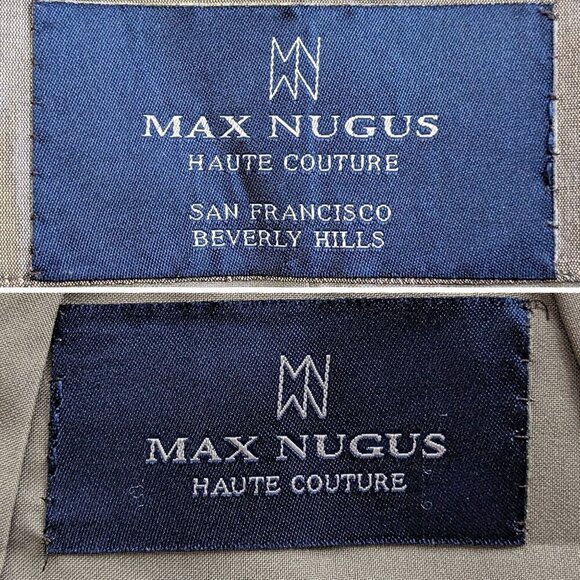 MAX NUGUS
HAUTE COUTURE
SAN FRANCISCO
BEVERLY HILLS
MAX NUGUS
HAUTE COUTURE